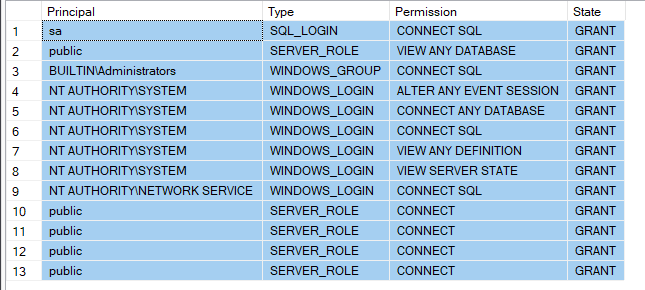 Principal Type Permission State
1 sa SQL_LOGIN CONNECT SQL GRANT
2 public SERVER_ROLE VIEW ANY DATABASE GRANT
3 BUILTIN\Administrators WINDOWS_GROUP CONNECT SQL GRANT
4 NT AUTHORITY\SYSTEM WINDOWS_LOGIN ALTER ANY EVENT SESSION GRANT
5 NT AUTHORITY\SYSTEM WINDOWS_LOGIN CONNECT ANY DATABASE GRANT
6 NT AUTHORITY\SYSTEM WINDOWS_LOGIN CONNECT SQL GRANT
7 NT AUTHORITY\SYSTEM WINDOWS_LOGIN VIEW ANY DEFINITION GRANT
8 NT AUTHORITY\SYSTEM WINDOWS_LOGIN VIEW SERVER STATE GRANT
9 NT AUTHORITY\NETWORK SERVICE WINDOWS_LOGIN CONNECT SQL GRANT
10 public SERVER_ROLE CONNECT GRANT
11 public SERVER_ROLE CONNECT GRANT
12 public SERVER_ROLE CONNECT GRANT
13 public SERVER_ROLE CONNECT GRANT